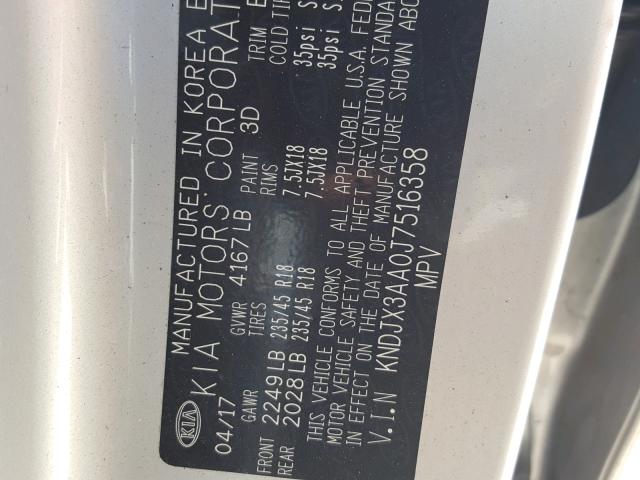 MANUFACTURED IN KOREA
KIA KIA MOTORS CORPORAT
04/17 GVWR 4167LB PAINT 3D TRIM
GAWR TIRES RIMS COLD TI
FRONT 2249LB 235/45 R18 7.5JX18 35psi
REAR 2028LB 235/45 R18 7.5JX18 35psi
THIS VEHICLE CONFORMS TO ALL APPLICABLE U.S.A. FEDE
MOTOR VEHICLE SAFETY AND THEFT PREVENTION STANDA
IN EFFECT ON THE DATE OF MANUFACTURE SHOWN ABO
V.I.N KNDJX3AA0J7516358
MPV